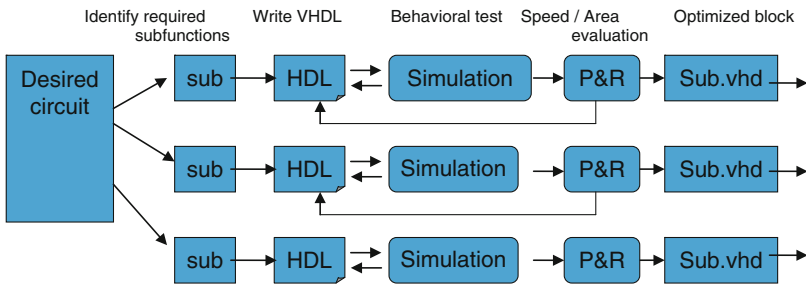 Identify required subfunctions
Write VHDL
Behavioral test
Speed / Area evaluation
Optimized block
Desired circuit
sub
HDL
Simulation
P&R
Sub.vhd
sub
HDL
Simulation
P&R
Sub.vhd
sub
HDL
Simulation
P&R
Sub.vhd